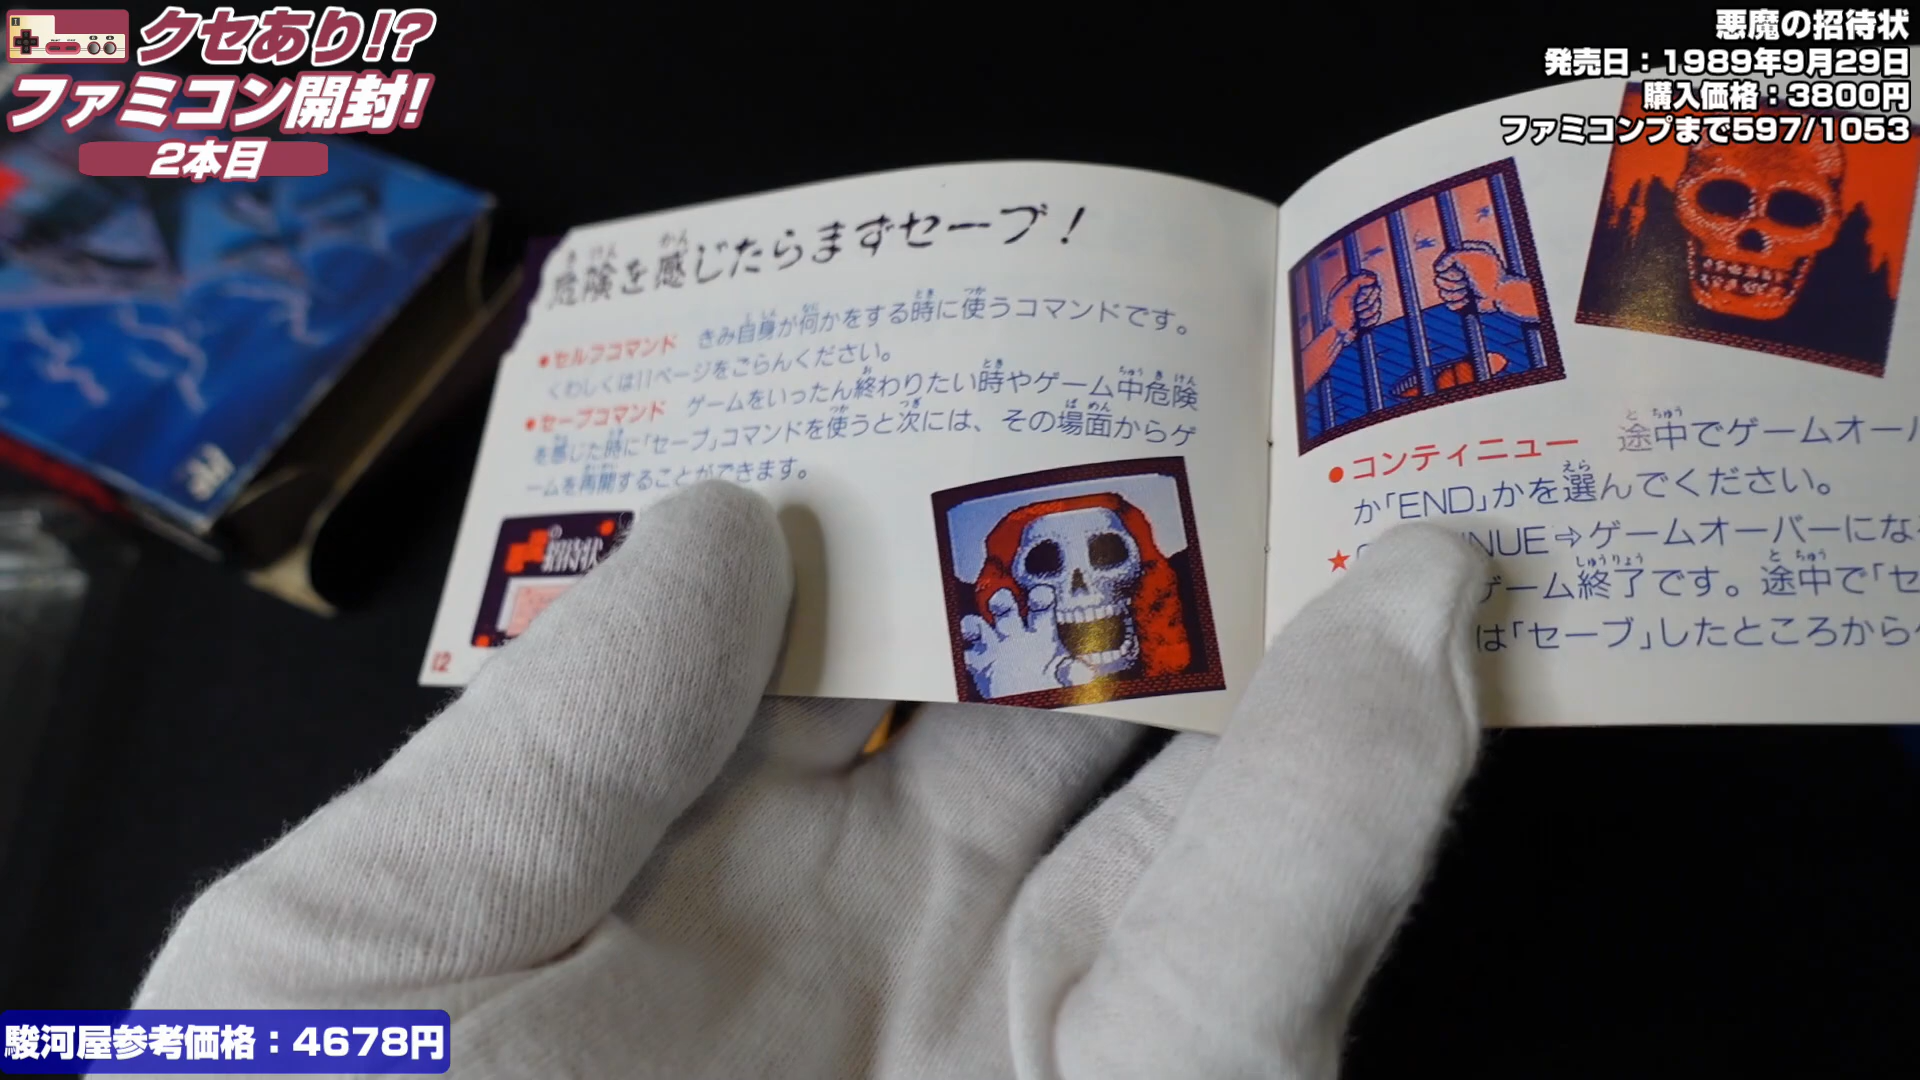 クセあり!?
ファミコン開封!
2本目
悪魔の招待状
発売日：1989年9月29日
購入価格：3800円
ファミコンプまで597/1053
危険を感じたらまずセーブ!
●セルフコマンド きみ自身が何かをする時に使うコマンドです。
くわしくは11ページをごらんください。
●セーブコマンド ゲームをいったん終わりたい時やゲーム中危険
を感じた時に「セーブ」コマンドを使うと次には、その場面からゲ
ームを再開することができます。
の招待状
12
●コンティニュー 途中でゲームオーバ
か「END」かを選んでください。
★ NUE⇨ゲームオーバーにな
ゲーム終了です。途中で「セ
は「セーブ」したところから
駿河屋参考価格：4678円